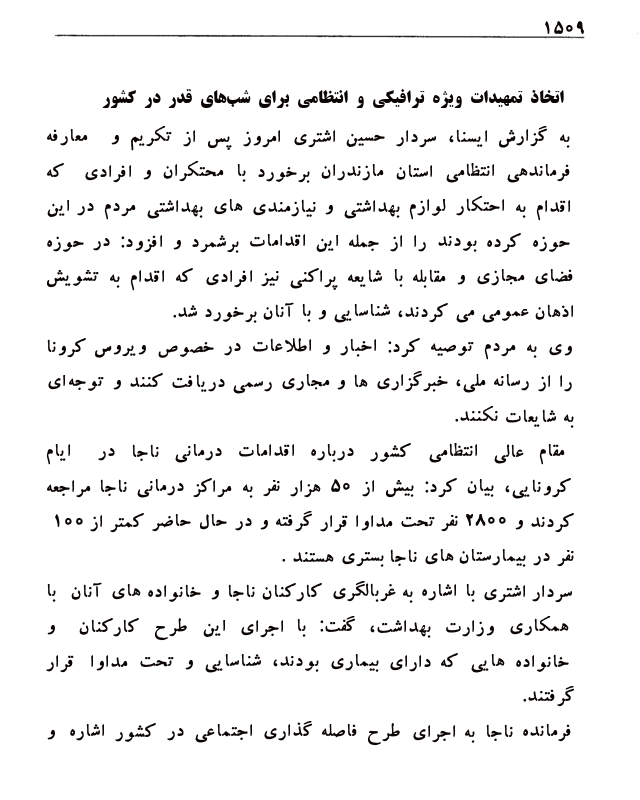 ۱۵۰۹
اتخاذ تمهیدات ویژه ترافیکی و انتظامی برای شب‌های قدر در کشور
به گزارش ایسنا، سردار حسین اشتری امروز پس از تکریم و معارفه
فرماندهی انتظامی استان مازندران برخورد با محتکران و افرادی که
اقدام به احتکار لوازم بهداشتی و نیازمندی های بهداشتی مردم در این
حوزه کرده بودند را از جمله این اقدامات برشمرد و افزود: در حوزه
فضای مجازی و مقابله با شایعه پراکنی نیز افرادی که اقدام به تشویش
اذهان عمومی می کردند، شناسایی و با آنان برخورد شد.
وی به مردم توصیه کرد: اخبار و اطلاعات در خصوص ویروس کرونا
را از رسانه ملی، خبرگزاری ها و مجاری رسمی دریافت کنند و توجه‌ای
به شایعات نکنند.
مقام عالی انتظامی کشور درباره اقدامات درمانی ناجا در ایام
کرونایی، بیان کرد: بیش از ۵۰ هزار نفر به مراکز درمانی ناجا مراجعه
کردند و ۲۸۰۰ نفر تحت مداوا قرار گرفته و در حال حاضر کمتر از ۱۰۰
نفر در بیمارستان های ناجا بستری هستند .
سردار اشتری با اشاره به غربالگری کارکنان ناجا و خانواده های آنان با
همکاری وزارت بهداشت، گفت: با اجرای این طرح کارکنان و
خانواده هایی که دارای بیماری بودند، شناسایی و تحت مداوا قرار
گرفتند.
فرمانده ناجا به اجرای طرح فاصله گذاری اجتماعی در کشور اشاره و